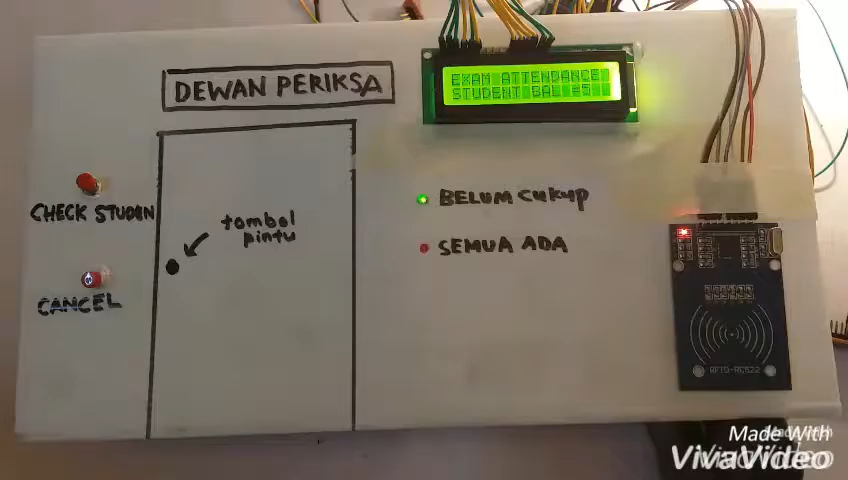 DEWAN PERIKSA
EXAM ATTENDANCE:
STUDENT BAL #5
CHECK STUDEN
tombol
pintu
BELUM CUKUP
SEMUA ADA
CANCEL
RFID-RC522
Made With
VivaVideo